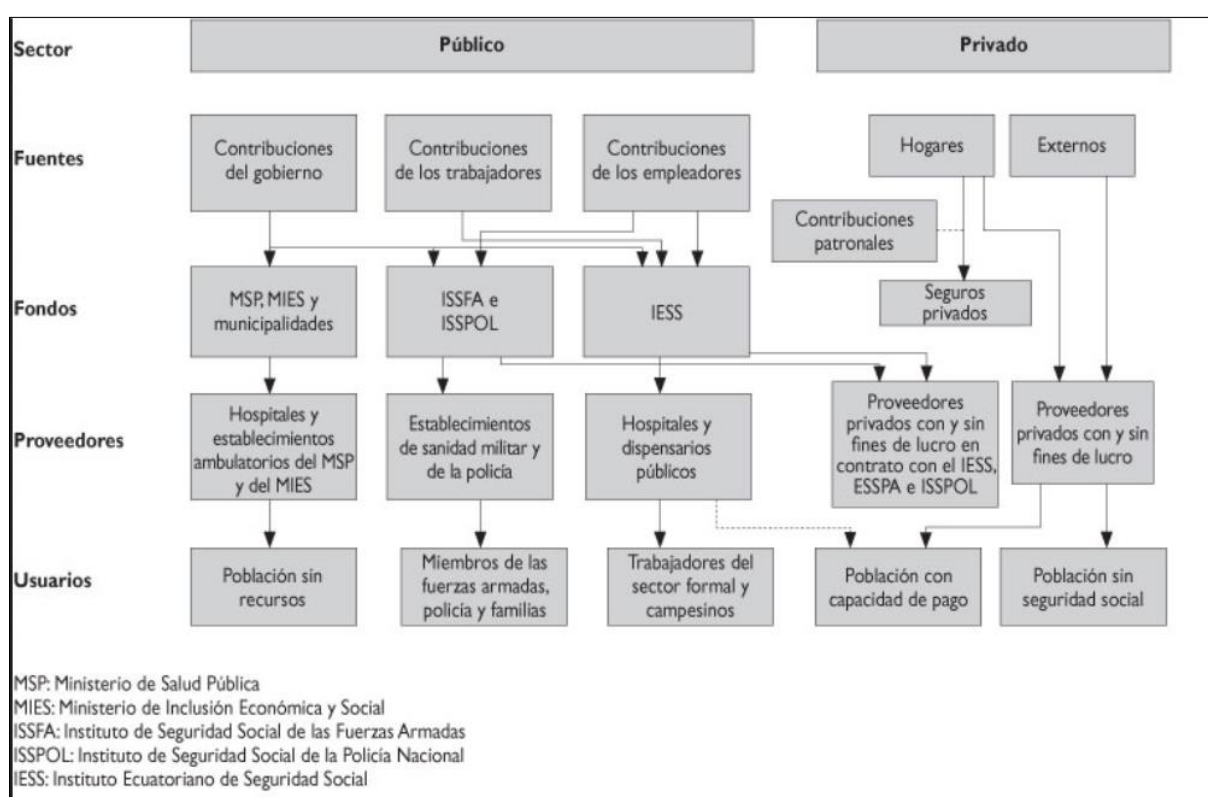 Sector
Público
Privado
Fuentes
Contribuciones
del gobierno
Contribuciones
de los trabajadores
Contribuciones
de los empleadores
Hogares
Externos
Contribuciones
patronales
Fondos
MSP, MIES y
municipalidades
ISSFA e
ISSPOL
IESS
Seguros
privados
Proveedores
Hospitales y
establecimientos
ambulatorios del MSP
y del MIES
Establecimientos
de sanidad militar y
de la policía
Hospitales y
dispensarios
públicos
Proveedores
privados con y sin
fines de lucro en
contrato con el IESS,
ESSPA e ISSPOL
Proveedores
privados con y sin
fines de lucro
Usuarios
Población sin
recursos
Miembros de las
fuerzas armadas,
policía y familias
Trabajadores del
sector formal y
campesinos
Población con
capacidad de pago
Población sin
seguridad social
MSP: Ministerio de Salud Pública
MIES: Ministerio de Inclusión Económica y Social
ISSFA: Instituto de Seguridad Social de las Fuerzas Armadas
ISSPOL: Instituto de Seguridad Social de la Policía Nacional
IESS: Instituto Ecuatoriano de Seguridad Social